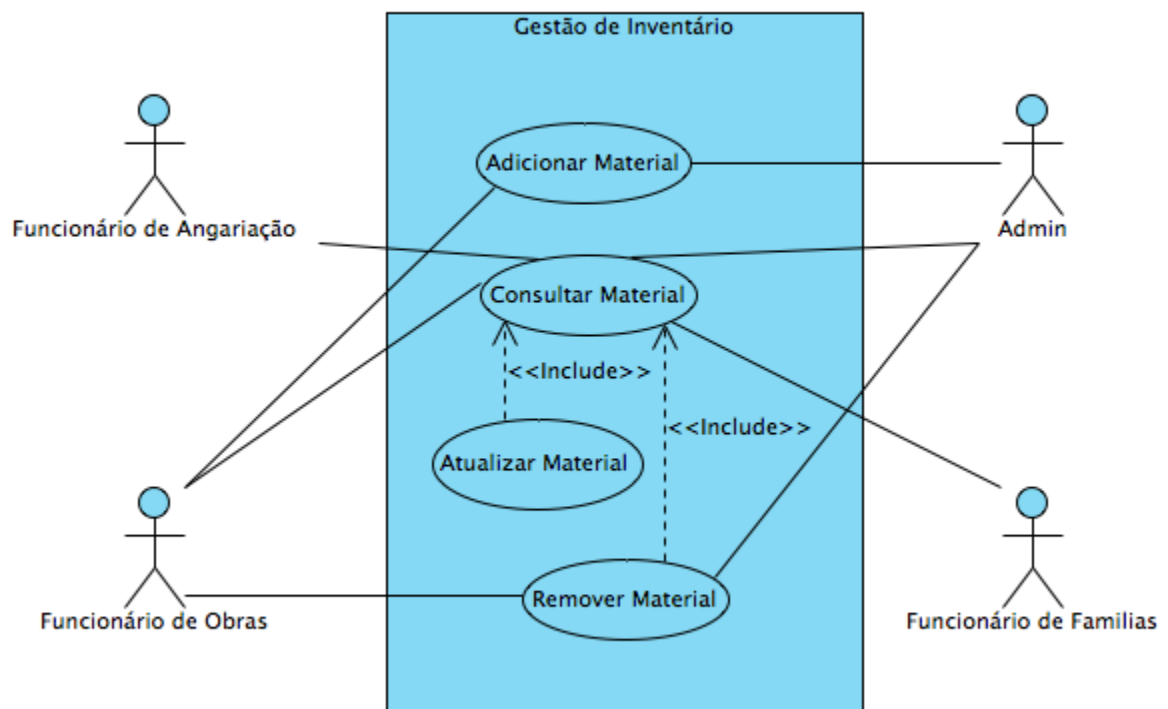 Gestão de Inventário
Adicionar Material
Funcionário de Angariação
Admin
Consultar Material
<<Include>>
<<Include>>
Atualizar Material
Remover Material
Funcionário de Obras
Funcionário de Familias